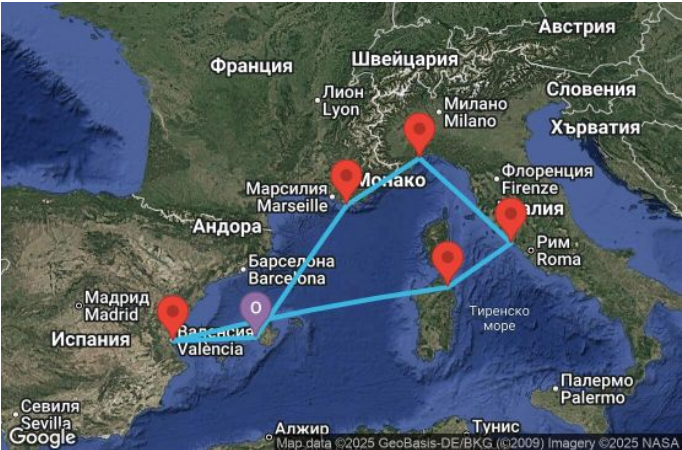 Австрия
Франция
Швейцария
Словения
Лион
Lyon
Милано
Milano
Хърватия
Флоренция
Firenze
Марсилия
Marseille
Монако
Италия
Андора
Рим
Roma
Барселона
Barcelona
Мадрид
Madrid
O
Валенсия
València
Испания
Тиренско
море
Палермо
Palermo
Севиля
Sevilla
Алжир
Тунис
Google
Map data ©2025 GeoBasis-DE/BKG (©2009) Imagery ©2025 NASA